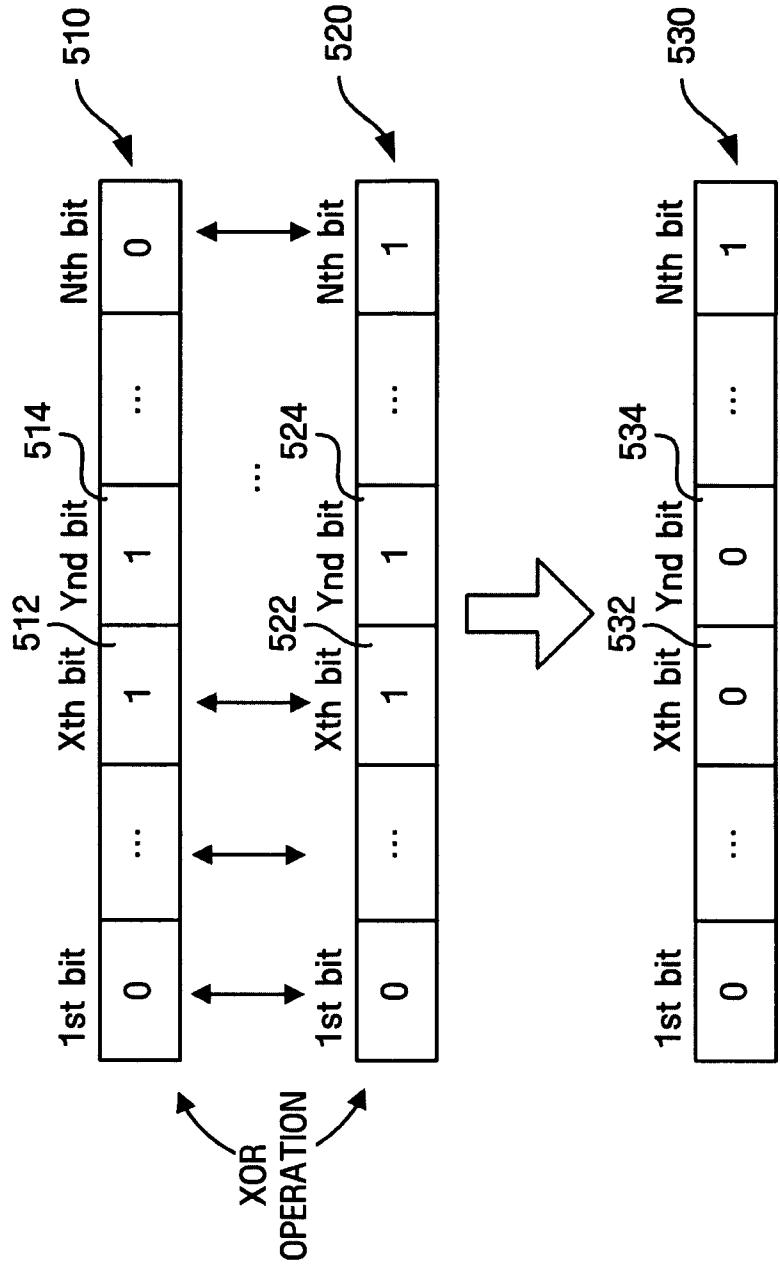 Xth bit 512 Ynd bit 514
1st bit Nth bit
0 ... 1 1 ... 0
510
XOR
OPERATION
...
Xth bit 522 Ynd bit 524
1st bit Nth bit
0 ... 1 1 ... 1
520
Xth bit 532 Ynd bit 534
1st bit Nth bit
0 ... 0 0 ... 1
530